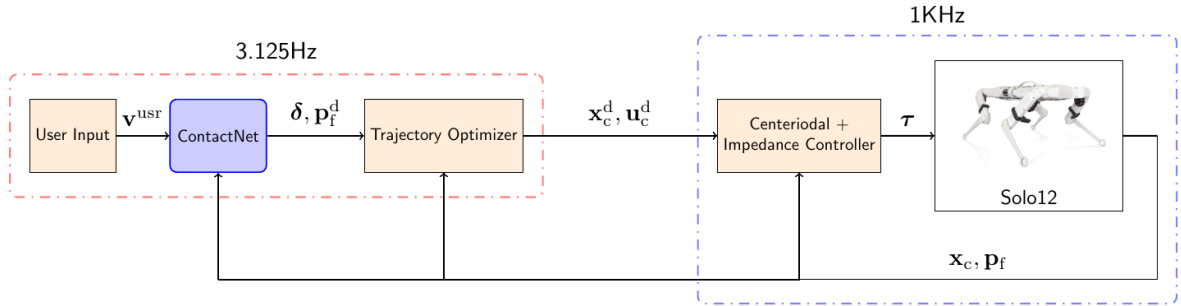 1KHz
3.125Hz
User Input
v^usr
ContactNet
δ, p_f^d
Trajectory Optimizer
x_c^d, u_c^d
Centeriodal +
Impedance Controller
τ
Solo12
x_c, p_f